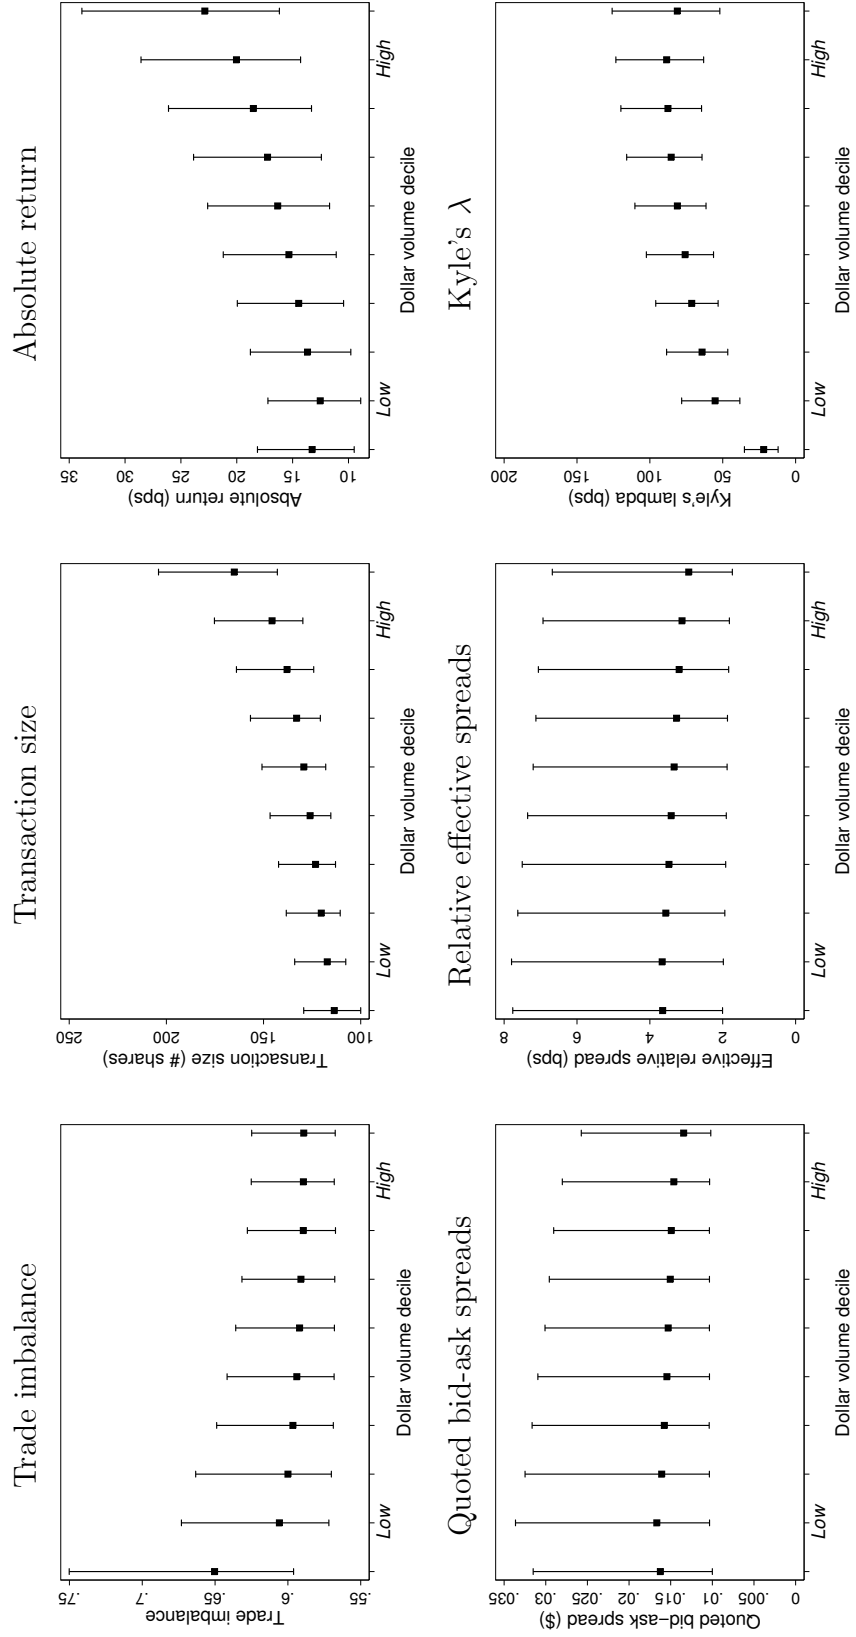 Trade imbalance
.75
.7
.65
.6
.55
Trade imbalance
Low
High
Dollar volume decile
Transaction size
250
200
150
100
Transaction size (# shares)
Low
High
Dollar volume decile
Absolute return
35
30
25
20
15
10
Absolute return (bps)
Low
High
Dollar volume decile
Quoted bid-ask spreads
.035
.03
.025
.02
.015
.01
.005
0
Quoted bid−ask spread ($)
Low
High
Dollar volume decile
Relative effective spreads
8
6
4
2
0
Effective relative spread (bps)
Low
High
Dollar volume decile
Kyle's λ
200
150
100
50
0
Kyle's lambda (bps)
Low
High
Dollar volume decile